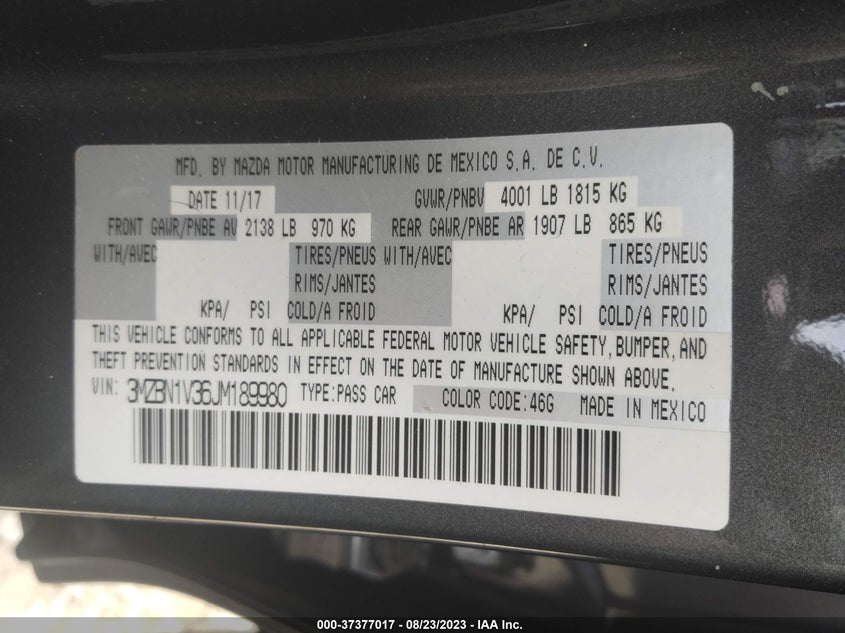 MFD. BY MAZDA MOTOR MANUFACTURING DE MEXICO S.A. DE C.V.
DATE 11/17 GVWR/PNBV 4001 LB 1815 KG
FRONT GAWR/PNBE AV 2138 LB 970 KG REAR GAWR/PNBE AR 1907 LB 865 KG
WITH/AVEC TIRES/PNEUS WITH/AVEC TIRES/PNEUS
RIMS/JANTES RIMS/JANTES
KPA/ PSI COLD/A FROID KPA/ PSI COLD/A FROID
THIS VEHICLE CONFORMS TO ALL APPLICABLE FEDERAL MOTOR VEHICLE SAFETY, BUMPER, AND
THEFT PREVENTION STANDARDS IN EFFECT ON THE DATE OF MANUFACTURE SHOWN ABOVE.
VIN: 3MZBN1V36JM189980 TYPE:PASS CAR COLOR CODE:46G MADE IN MEXICO
000-37377017 - 08/23/2023 - IAA Inc.